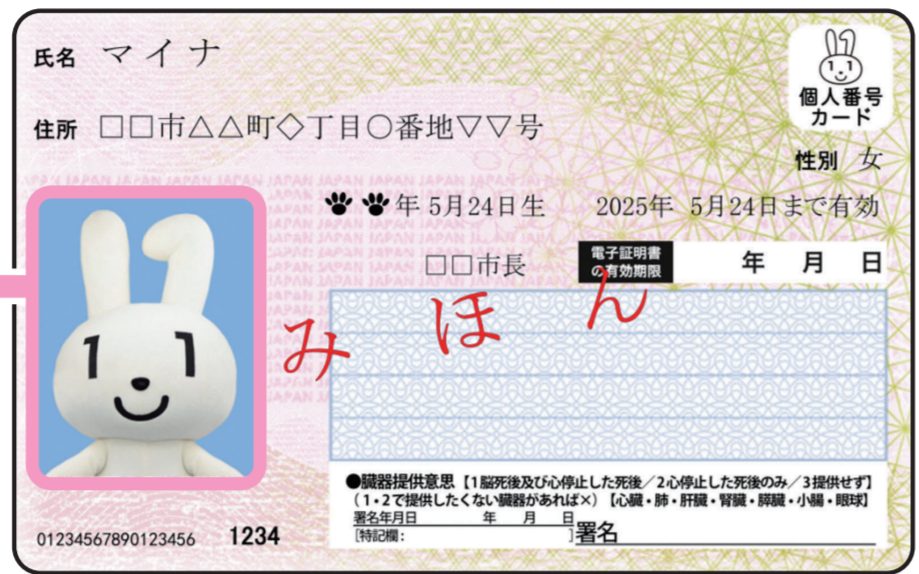 氏名 マイナ
個人番号
カード
住所 □□市△△町◇丁目○番地▽▽号
性別 女
JAPAN JAPAN JAPAN JAPAN JAPAN JAPAN
年 5月24日生 2025年 5月24日まで有効
□□市長 電子証明書の有効期限 年 月 日
みほん
●臓器提供意思【1脳死後及び心停止した死後/2心停止した死後のみ/3提供せず】
(1・2で提供したくない臓器があれば×)【心臓・肺・肝臓・腎臓・膵臓・小腸・眼球】
署名年月日 年 月 日
[特記欄: ]署名
01234567890123456 1234